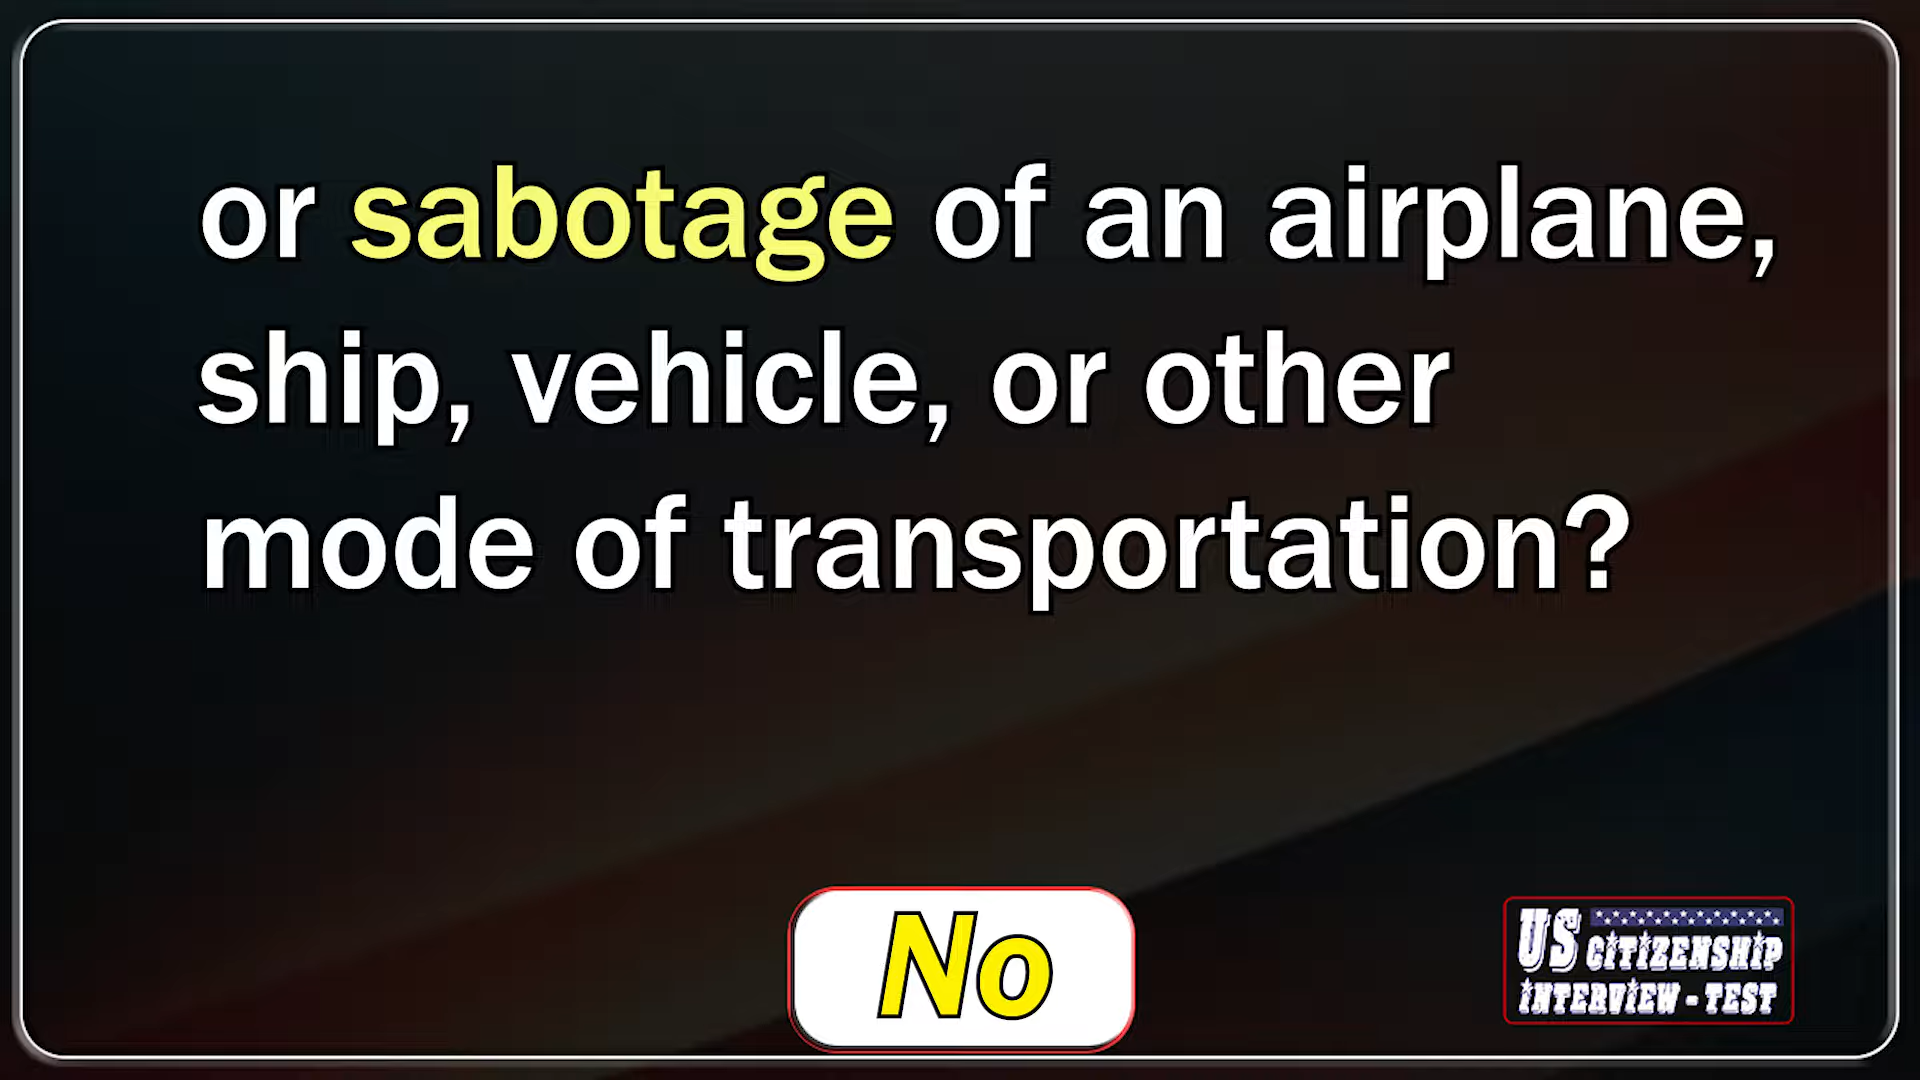 or sabotage of an airplane,
ship, vehicle, or other
mode of transportation?
No
US CITIZENSHIP
INTERVIEW - TEST